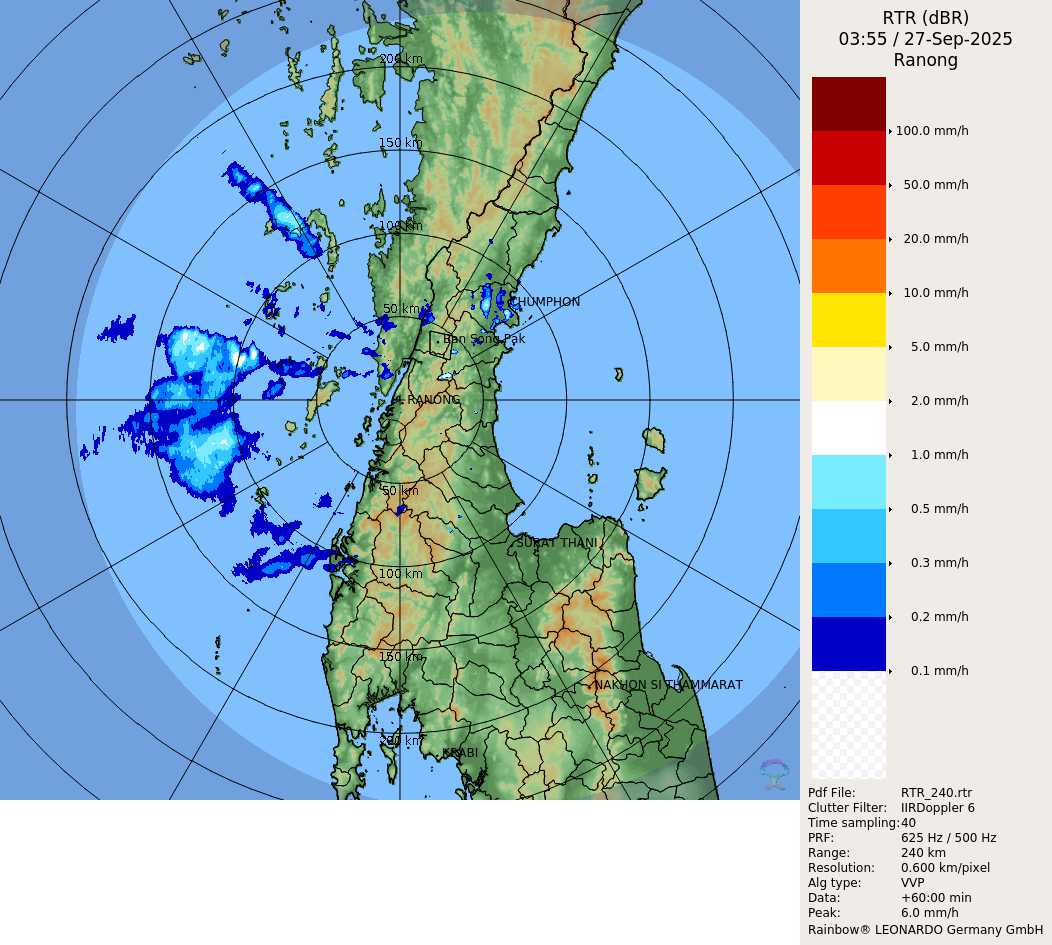 RTR (dBR)
03:55 / 27-Sep-2025
Ranong
200 km
150 km
100 km
50 km
CHUMPHON
Ban Song Pak
RANONG
50 km
SURAT THANI
100 km
150 km
NAKHON SI THAMMARAT
200 km
KRABI
100.0 mm/h
50.0 mm/h
20.0 mm/h
10.0 mm/h
5.0 mm/h
2.0 mm/h
1.0 mm/h
0.5 mm/h
0.3 mm/h
0.2 mm/h
0.1 mm/h
Pdf File: RTR_240.rtr
Clutter Filter: IIRDoppler 6
Time sampling: 40
PRF: 625 Hz / 500 Hz
Range: 240 km
Resolution: 0.600 km/pixel
Alg type: VVP
Data: +60:00 min
Peak: 6.0 mm/h
Rainbow® LEONARDO Germany GmbH